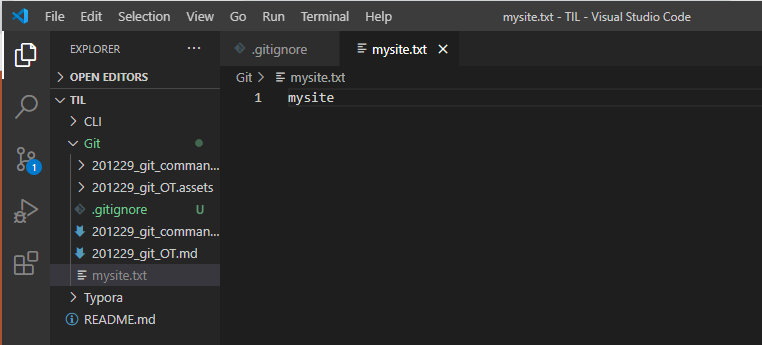 File Edit Selection View Go Run Terminal Help mysite.txt - TIL - Visual Studio Code
EXPLORER ···
.gitignore
mysite.txt
OPEN EDITORS
Git > mysite.txt
TIL
1 mysite
CLI
Git
201229_git_comman...
201229_git_OT.assets
.gitignore U
201229_git_comman...
201229_git_OT.md
mysite.txt
Typora
README.md
1